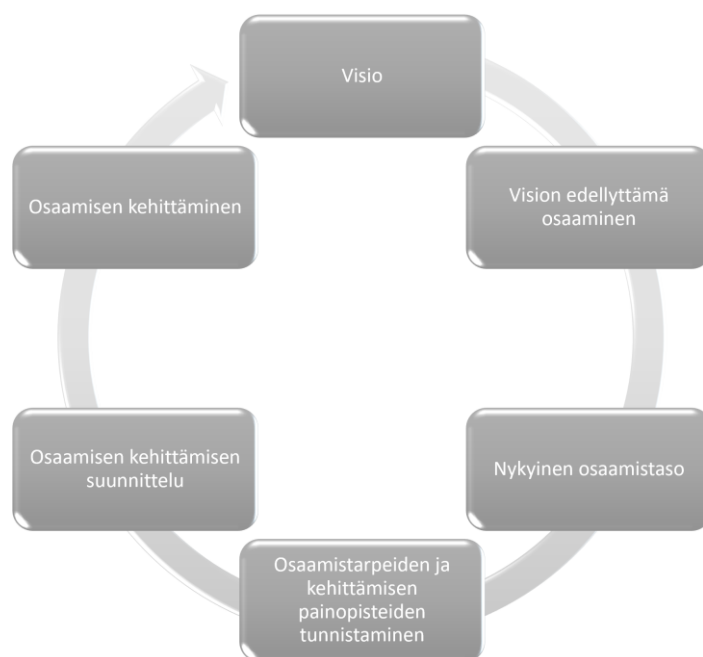 Visio
Vision edellyttämä
osaaminen
Nykyinen osaamistaso
Osaamistarpeiden ja
kehittämisen
painopisteiden
tunnistaminen
Osaamisen kehittämisen
suunnittelu
Osaamisen kehittäminen